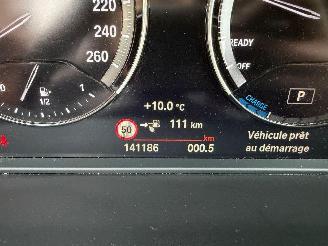 220
240
260
1/2
1
READY
OFF
CHARGE
P
+10.0 °C
50
111 km
km
141186 000.5
Véhicule prêt
au démarrage